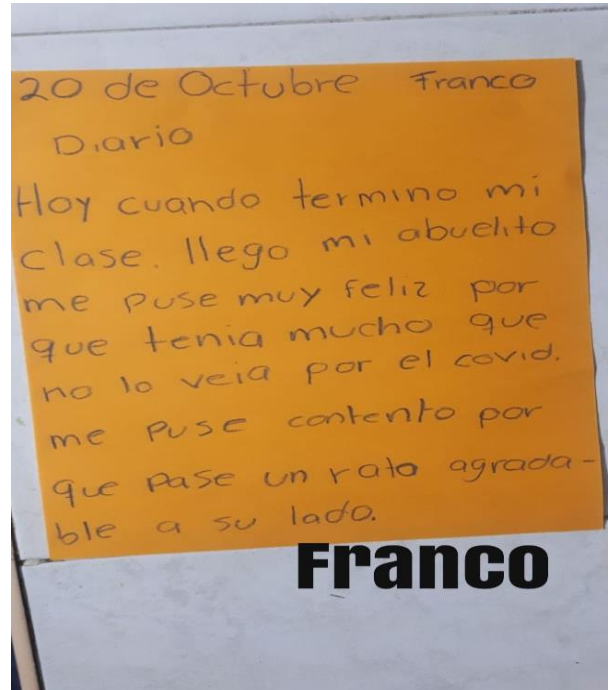 20 de Octubre Franco
Diario
Hoy cuando termino mi
clase. llego mi abuelito
me puse muy feliz por
que tenia mucho que
no lo veia por el covid.
me puse contento por
que pase un rato agrada-
ble a su lado.
Franco